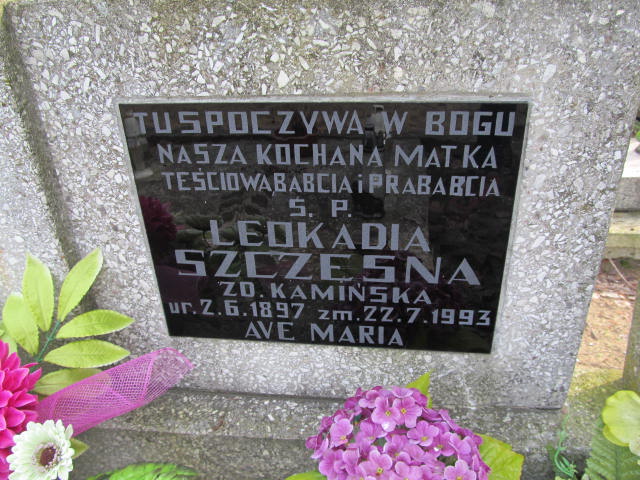 TU SPOCZYWA W BOGU
NASZA KOCHANA MATKA
TEŚCIOWA, BABCIA i PRABABCIA
Ś. P.
LEOKADIA
SZCZĘSNA
ZD. KAMIŃSKA
ur. 2.6.1897 zm. 22.7.1993
AVE MARIA